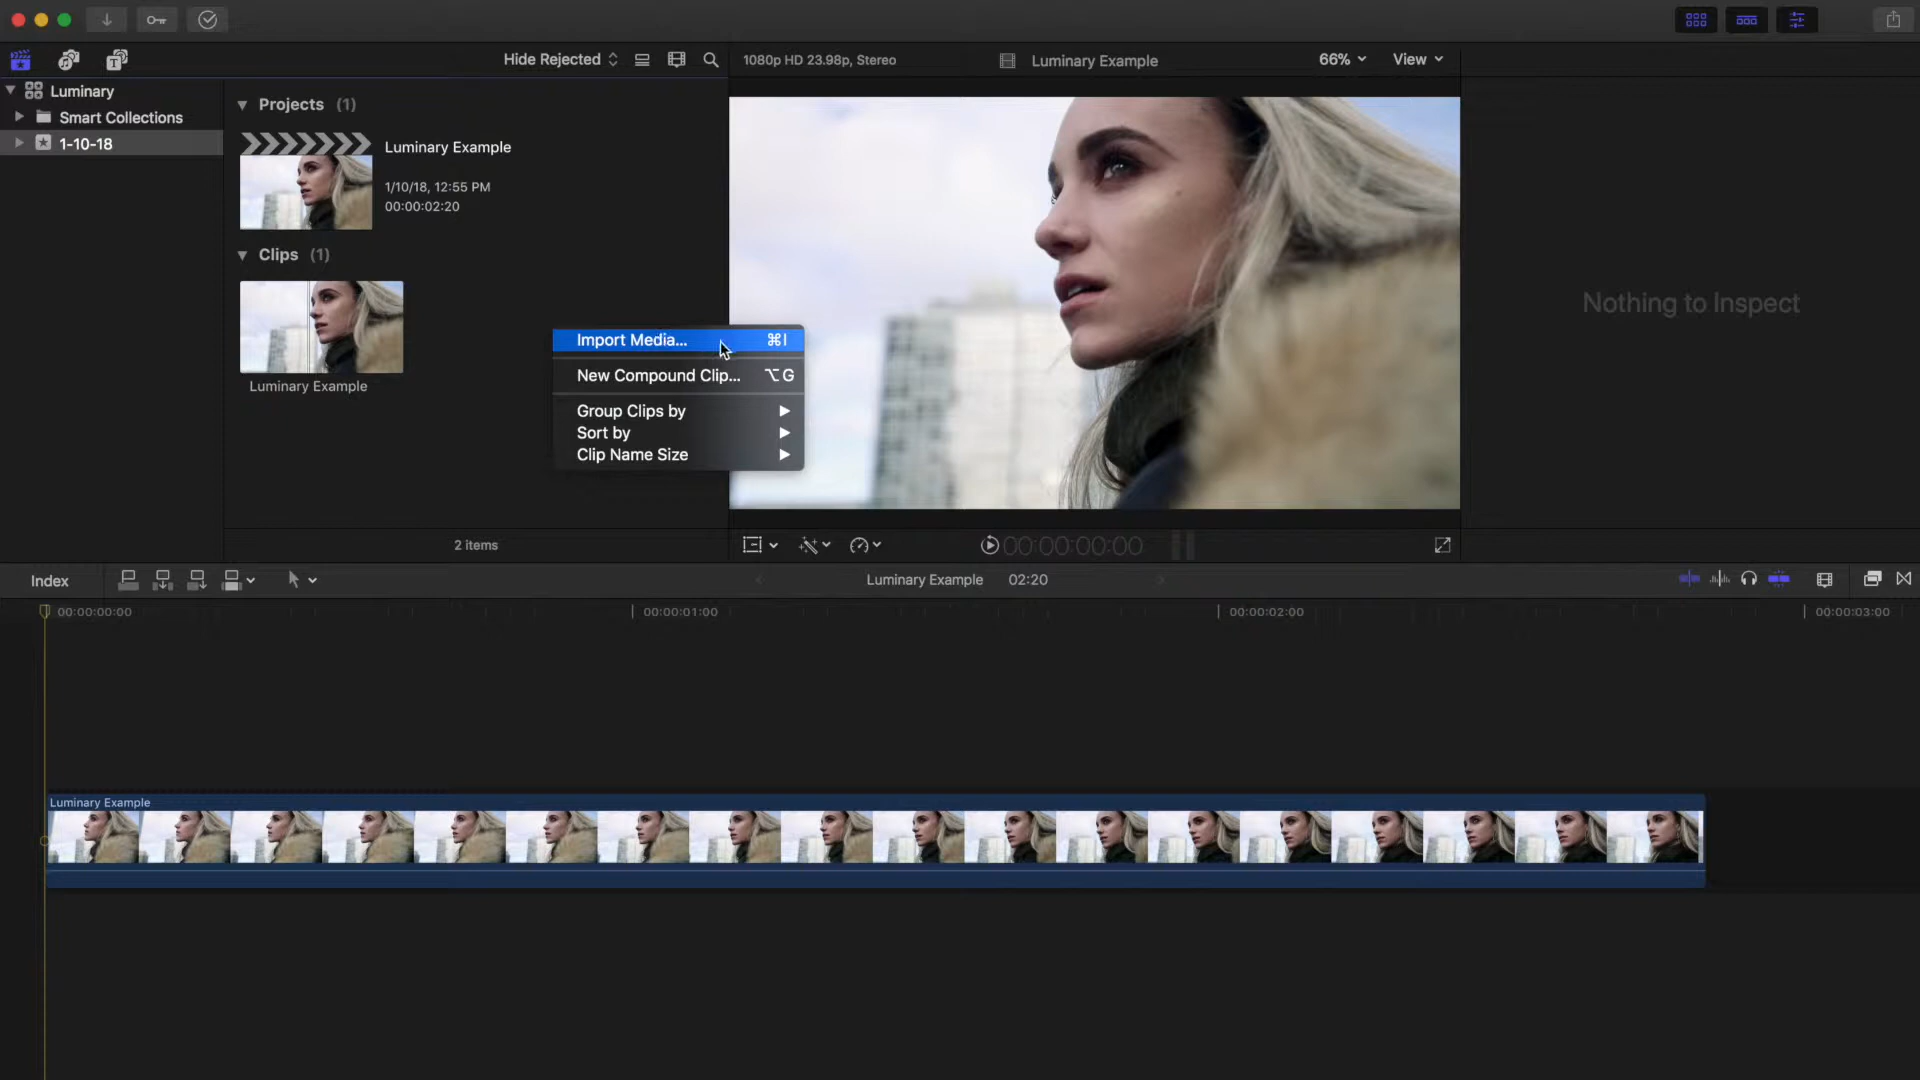 Hide Rejected
1080p HD 23.98p, Stereo
Luminary Example
66%
View
Luminary
Smart Collections
1-10-18
Projects (1)
Luminary Example
1/10/18, 12:55 PM
00:00:02:20
Clips (1)
Luminary Example
Import Media... ⌘I
New Compound Clip... ⌥G
Group Clips by
Sort by
Clip Name Size
Nothing to Inspect
2 items
00:00:00:00
Index
Luminary Example 02:20
00:00:00:00
00:00:01:00
00:00:02:00
00:00:03:00
Luminary Example